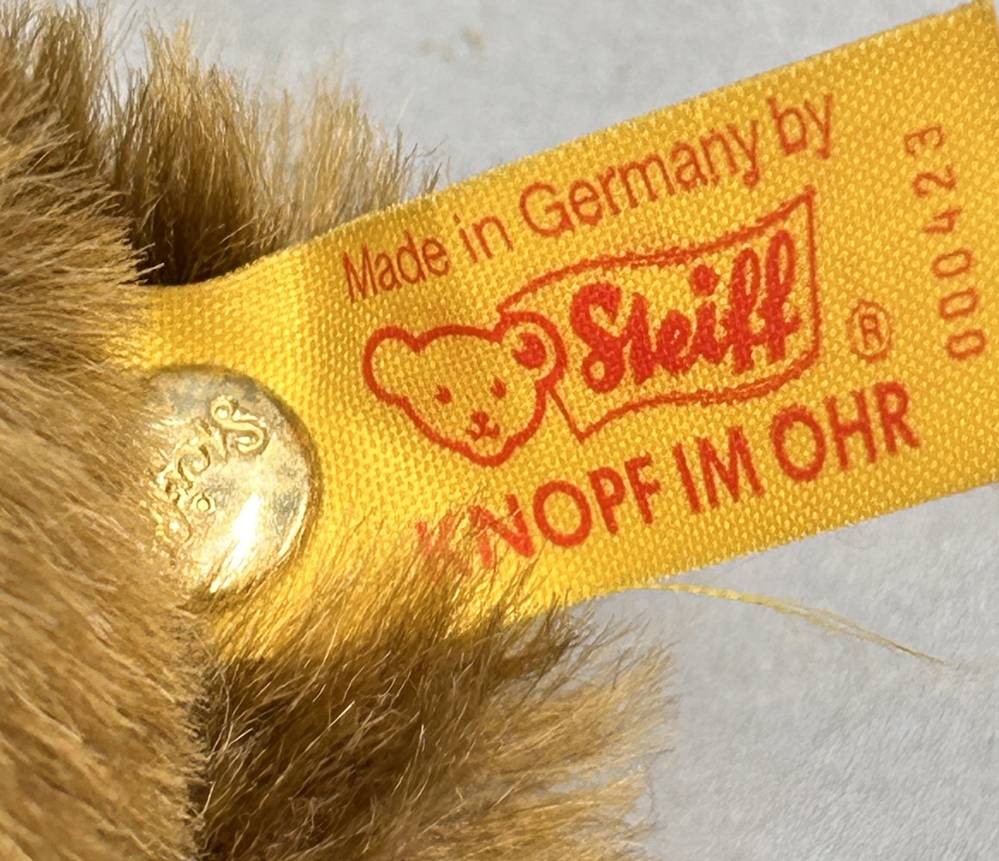 Made in Germany by
Steiff
®
KNOPF IM OHR
000423